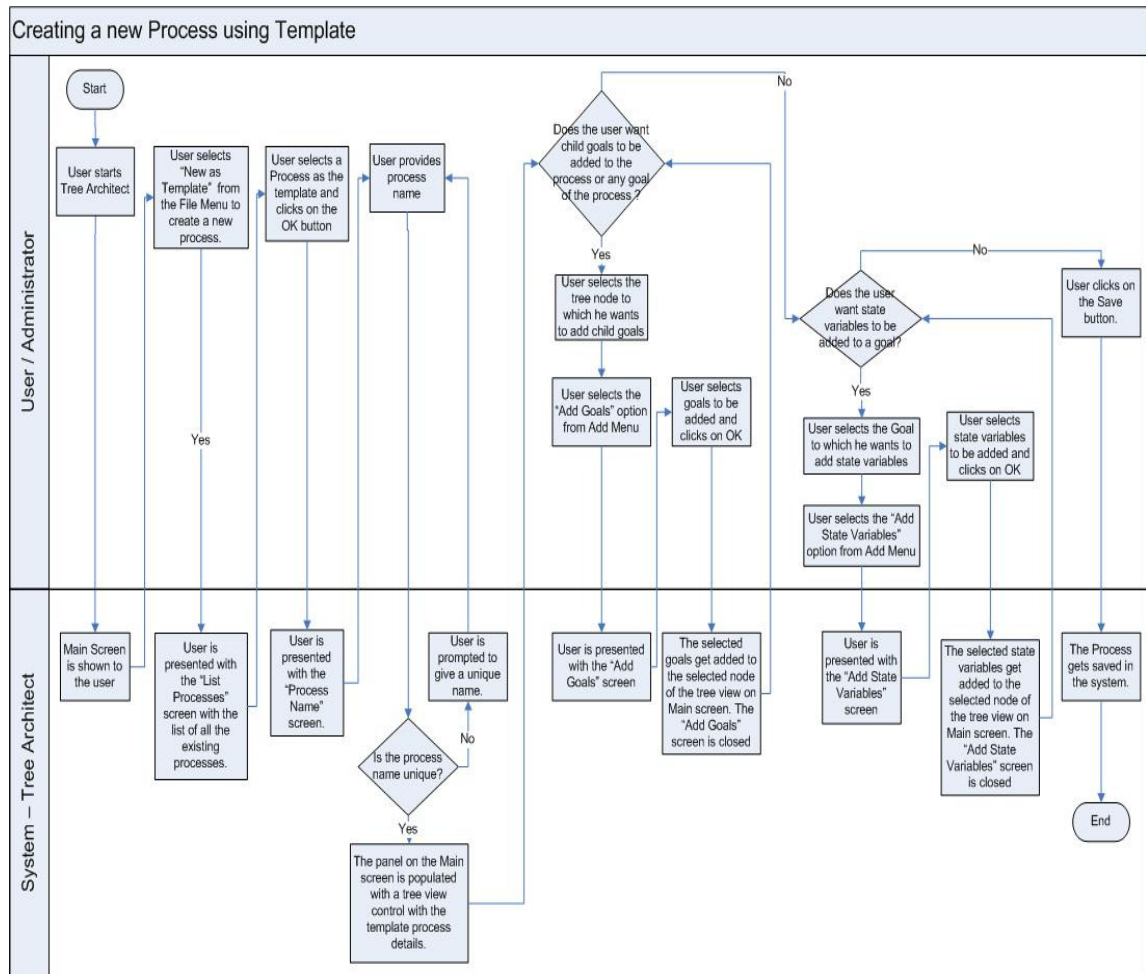 Creating a new Process using Template
User / Administrator
Start
User starts
Tree Architect
User selects
“New as
Template” from
the File Menu to
create a new
process.
User selects a
Process as the
template and
clicks on the
OK button
User provides
process
name
Does the user want
child goals to be
added to the
process or any goal
of the process ?
No
Yes
User selects the
tree node to
which he wants
to add child goals
User selects the
“Add Goals” option
from Add Menu
User selects
goals to be
added and
clicks on OK
Does the user
want state
variables to be
added to a goal?
No
User clicks on
the Save
button.
Yes
User selects the Goal
to which he wants to
add state variables
User selects
state variables
to be added and
clicks on OK
User selects the “Add
State Variables”
option from Add Menu
Yes
System – Tree Architect
Main Screen
is shown to
the user
User is
presented with
the “List
Processes”
screen with the
list of all the
existing
processes.
User is
presented
with the
“Process
Name”
screen.
User is
prompted to
give a unique
name.
No
Is the process
name unique?
Yes
The panel on the Main
screen is populated
with a tree view
control with the
template process
details.
User is presented
with the “Add
Goals” screen
The selected
goals get added to
the selected node
of the tree view on
Main screen. The
“Add Goals”
screen is closed
User is
presented with
the “Add State
Variables”
screen
The selected state
variables get
added to the
selected node of
the tree view on
Main screen. The
“Add State
Variables” screen
is closed
The Process
gets saved in
the system.
End